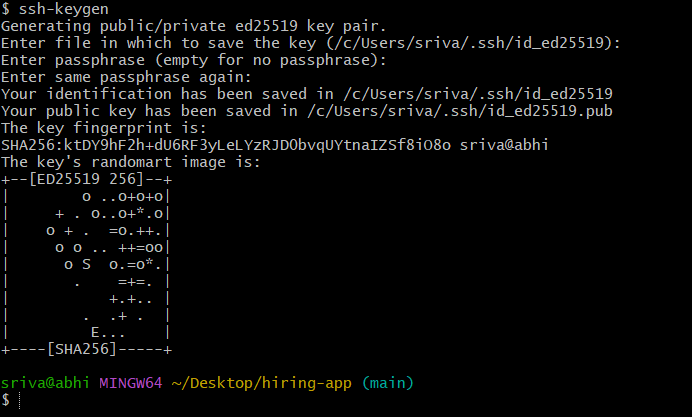 $ ssh-keygen
Generating public/private ed25519 key pair.
Enter file in which to save the key (/c/Users/sriva/.ssh/id_ed25519):
Enter passphrase (empty for no passphrase):
Enter same passphrase again:
Your identification has been saved in /c/Users/sriva/.ssh/id_ed25519
Your public key has been saved in /c/Users/sriva/.ssh/id_ed25519.pub
The key fingerprint is:
SHA256:ktDY9hF2h+dU6RF3yLeLYzRJDObvqUYtnaIZSf8iO8o sriva@abhi
The key's randomart image is:
+--[ED25519 256]--+
|        o ..o+o+o|
|     + . o..o+*.o|
|    o + .  =o.++.|
|     o o .. ++=oo|
|      o S  o.=o*.|
|       .    =+=. |
|           +.+.. |
|        .  .+ .  |
|         E...    |
+----[SHA256]-----+
sriva@abhi MINGW64 ~/Desktop/hiring-app (main)
$